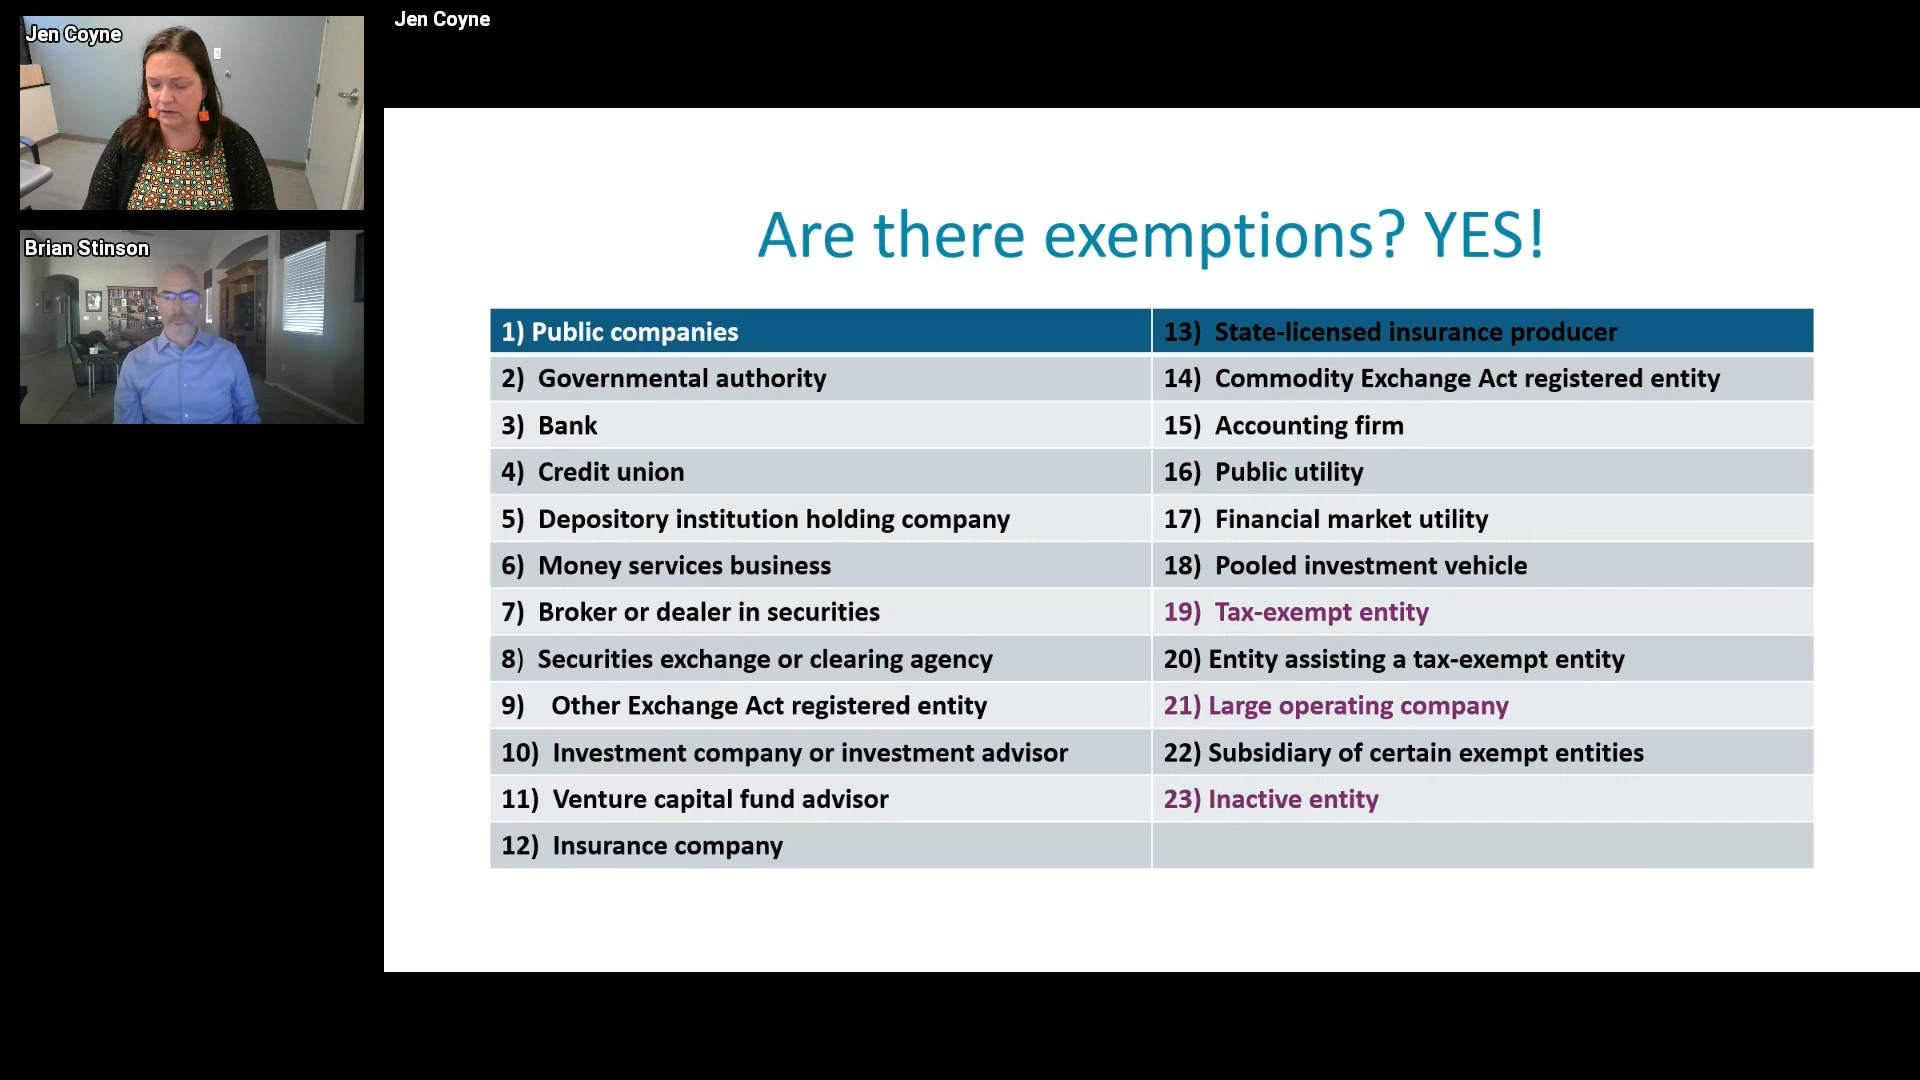 Jen Coyne
Jen Coyne
Brian Stinson
Are there exemptions? YES!
1) Public companies
13) State-licensed insurance producer
2) Governmental authority
14) Commodity Exchange Act registered entity
3) Bank
15) Accounting firm
4) Credit union
16) Public utility
5) Depository institution holding company
17) Financial market utility
6) Money services business
18) Pooled investment vehicle
7) Broker or dealer in securities
19) Tax-exempt entity
8) Securities exchange or clearing agency
20) Entity assisting a tax-exempt entity
9) Other Exchange Act registered entity
21) Large operating company
10) Investment company or investment advisor
22) Subsidiary of certain exempt entities
11) Venture capital fund advisor
23) Inactive entity
12) Insurance company